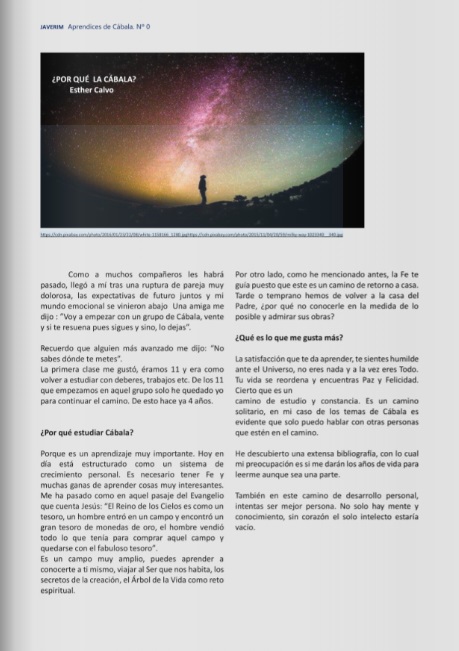 JAVERIM Aprendices de Cábala. Nº 0
¿POR QUÉ LA CÁBALA?
Esther Calvo
Como a muchos compañeros les habrá
pasado, llegó a mí tras una ruptura de pareja muy
dolorosa, las expectativas de futuro juntos y mi
mundo emocional se vinieron abajo Una amiga me
dijo : "Voy a empezar con un grupo de Cábala, vente
y si te resuena pues sigues y sino, lo dejas".
Recuerdo que alguien más avanzado me dijo: "No
sabes dónde te metes".
La primera clase me gustó, éramos 11 y era como
volver a estudiar con deberes, trabajos etc. De los 11
que empezamos en aquel grupo solo he quedado yo
para continuar el camino. De esto hace ya 4 años.
¿Por qué estudiar Cábala?
Porque es un aprendizaje muy importante. Hoy en
día está estructurado como un sistema de
crecimiento personal. Es necesario tener Fe y
muchas ganas de aprender cosas muy interesantes.
Me ha pasado como en aquel pasaje del Evangelio
que cuenta Jesús: "El Reino de los Cielos es como un
tesoro, un hombre entró en un campo y encontró un
gran tesoro de monedas de oro, el hombre vendió
todo lo que tenía para comprar aquel campo y
quedarse con el fabuloso tesoro".
Es un campo muy amplio, puedes aprender a
conocerte a ti mismo, viajar al Ser que nos habita, los
secretos de la creación, el Árbol de la Vida como reto
espiritual.
Por otro lado, como he mencionado antes, la Fe te
guía puesto que este es un camino de retorno a casa.
Tarde o temprano hemos de volver a la casa del
Padre, ¿por qué no conocerle en la medida de lo
posible y admirar sus obras?
¿Qué es lo que me gusta más?
La satisfacción que te da aprender, te sientes humilde
ante el Universo, no eres nada y a la vez eres Todo.
Tu vida se reordena y encuentras Paz y Felicidad.
Cierto que es un
camino de estudio y constancia. Es un camino
solitario, en mi caso de los temas de Cábala es
evidente que solo puedo hablar con otras personas
que estén en el camino.
He descubierto una extensa bibliografía, con lo cual
mi preocupación es si me darán los años de vida para
leerme aunque sea una parte.
También en este camino de desarrollo personal,
intentas ser mejor persona. No solo hay mente y
conocimiento, sin corazón el solo intelecto estaría
vacío.